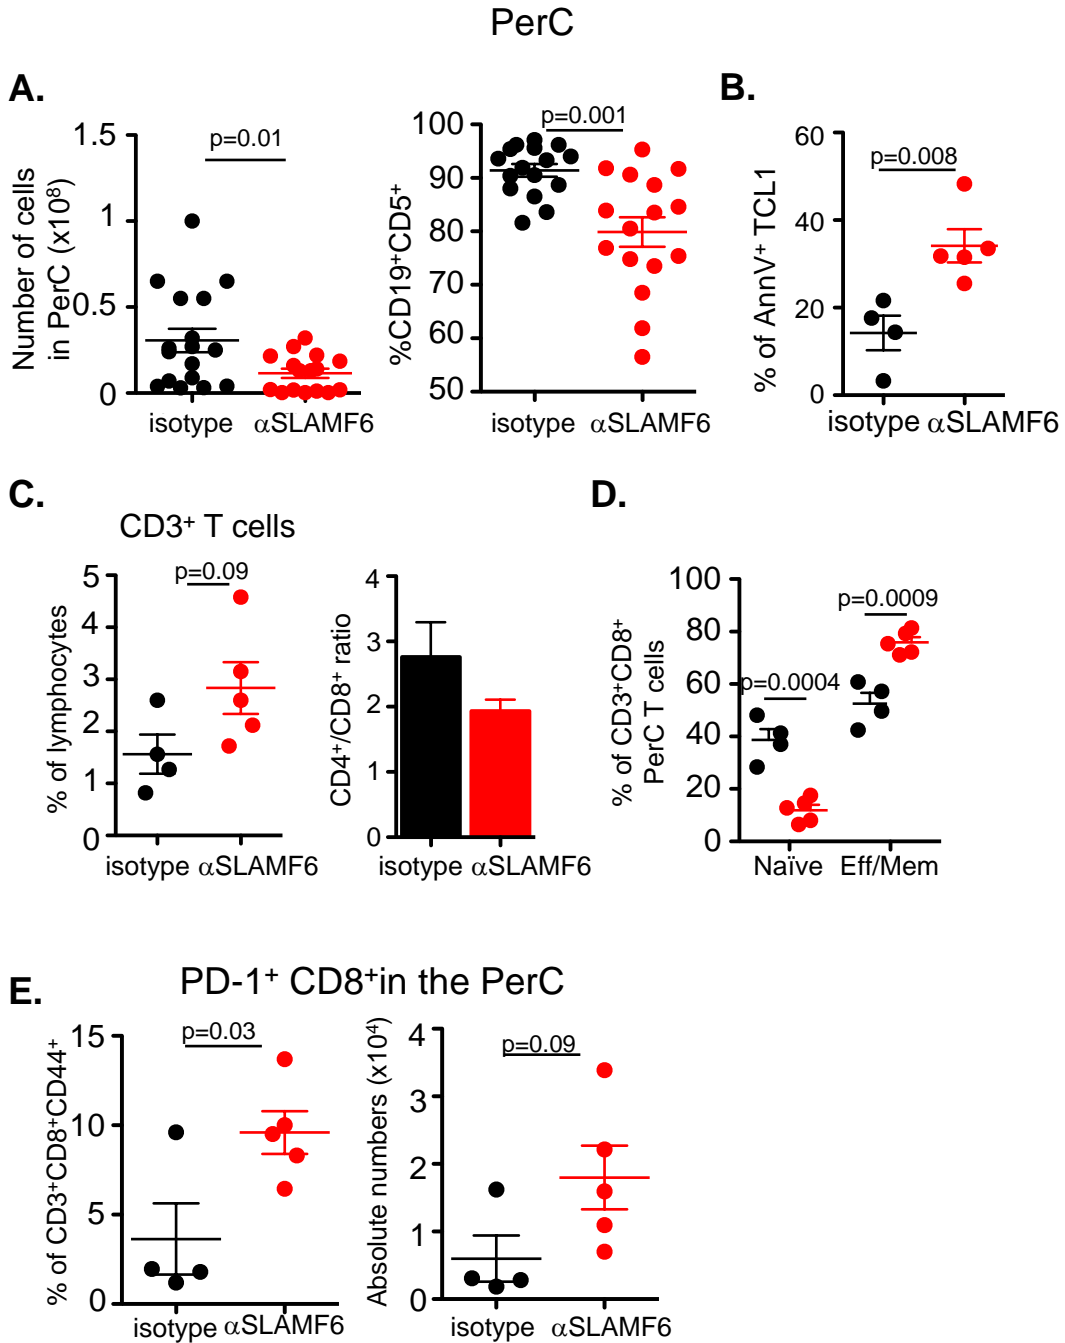 PerC
A.
Number of cells
in PerC (x10⁸)
1.5
1
0.5
0
p=0.01
isotype αSLAMF6
%CD19⁺CD5⁺
100
90
80
70
60
50
p=0.001
isotype αSLAMF6
B.
% of AnnV⁺ TCL1
60
40
20
0
p=0.008
isotype αSLAMF6
C.
CD3⁺ T cells
% of lymphocytes
5
4
3
2
1
0
p=0.09
isotype αSLAMF6
CD4⁺/CD8⁺ ratio
4
3
2
1
0
isotype αSLAMF6
D.
% of CD3⁺CD8⁺
PerC T cells
100
80
60
40
20
0
p=0.0009
p=0.0004
Naïve Eff/Mem
E.
PD-1⁺ CD8⁺in the PerC
% of CD3⁺CD8⁺CD44⁺
15
10
5
0
p=0.03
isotype αSLAMF6
Absolute numbers (x10⁴)
4
3
2
1
0
p=0.09
isotype αSLAMF6